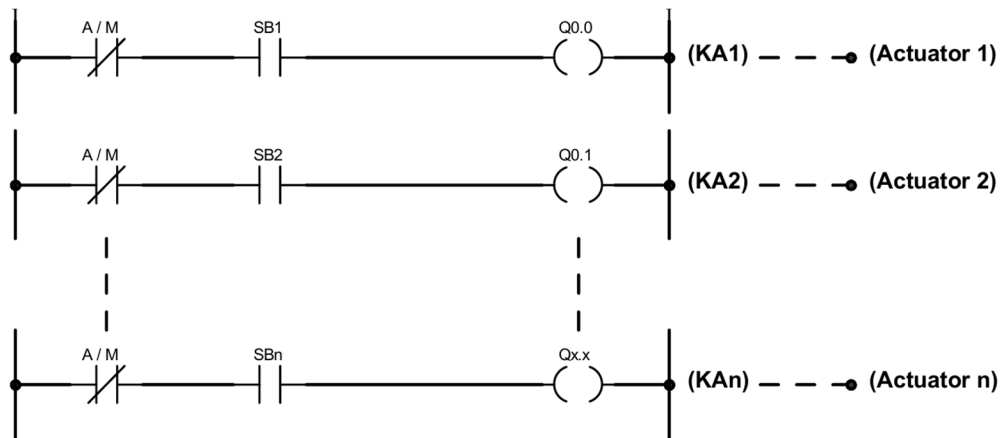 A / M SB1 Q0.0
(KA1) (Actuator 1)
A / M SB2 Q0.1
(KA2) (Actuator 2)
A / M SBn Qx.x
(KAn) (Actuator n)